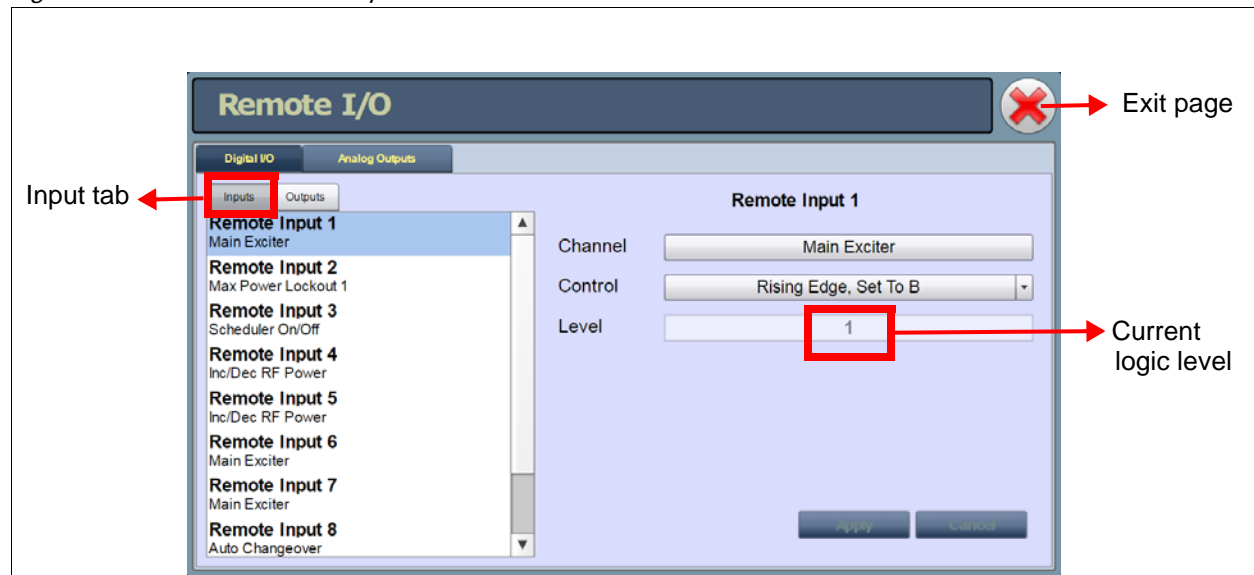 Remote I/O
Exit page
Digital I/O Analog Outputs
Input tab
Inputs Outputs
Remote Input 1
Main Exciter
Remote Input 2
Max Power Lockout 1
Remote Input 3
Scheduler On/Off
Remote Input 4
Inc/Dec RF Power
Remote Input 5
Inc/Dec RF Power
Remote Input 6
Main Exciter
Remote Input 7
Main Exciter
Remote Input 8
Auto Changeover
Remote Input 1
Channel Main Exciter
Control Rising Edge, Set To B
Level 1
Current
logic level
Apply Cancel